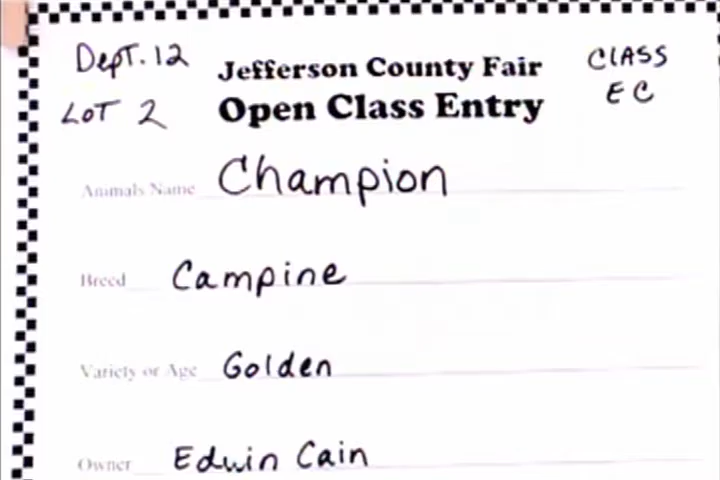 Dept. 12
Jefferson County Fair
CLASS
LOT 2
Open Class Entry
EC
Animals Name Champion
Breed Campine
Variety or Age Golden
Owner Edwin Cain